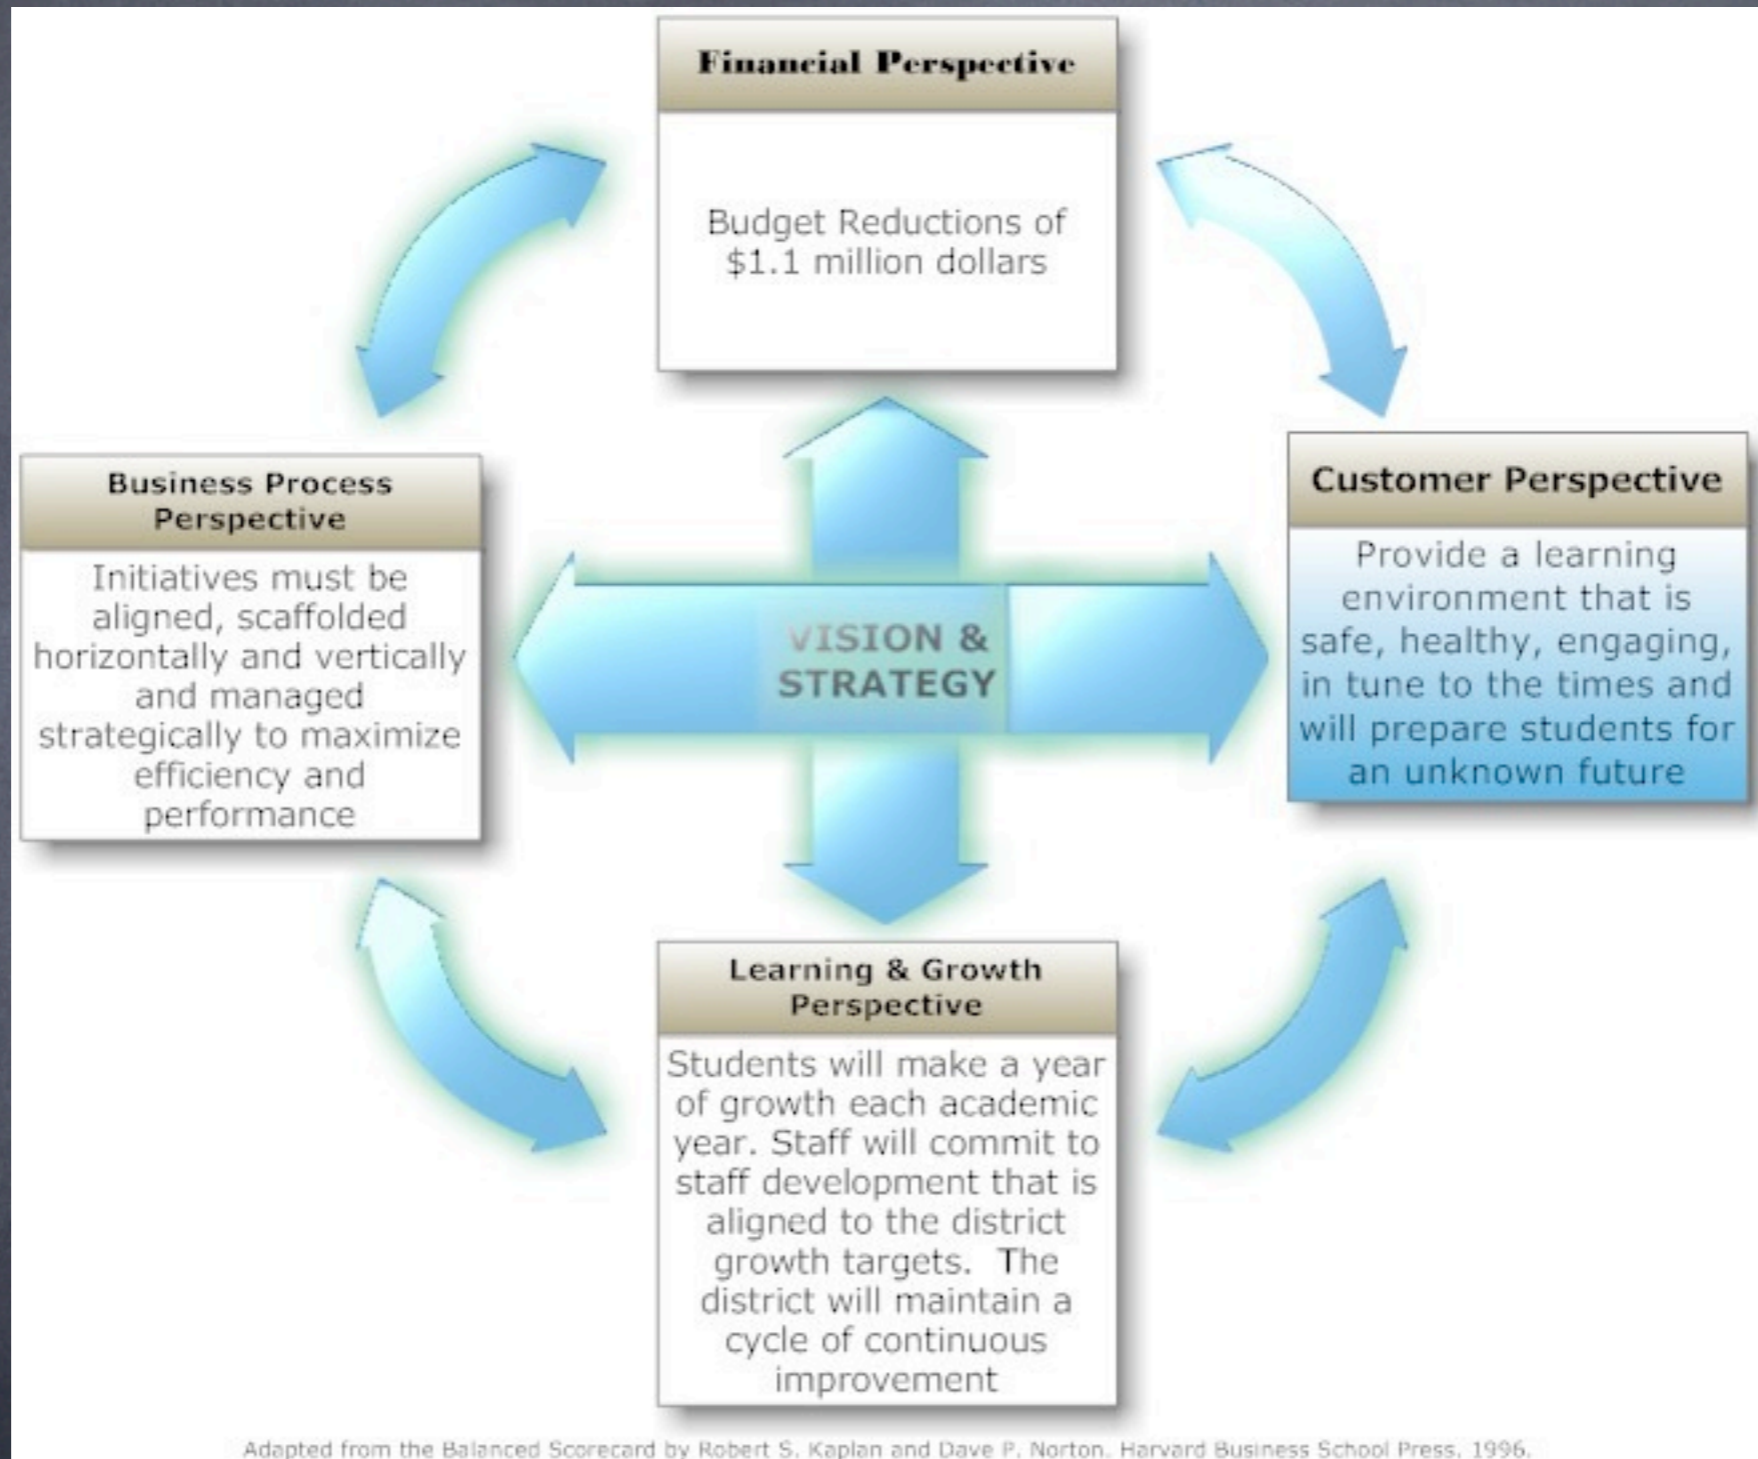 Financial Perspective
Budget Reductions of
$1.1 million dollars
Business Process
Perspective
Initiatives must be
aligned, scaffolded
horizontally and vertically
and managed
strategically to maximize
efficiency and
performance
VISION &
STRATEGY
Customer Perspective
Provide a learning
environment that is
safe, healthy, engaging,
in tune to the times and
will prepare students for
an unknown future
Learning & Growth
Perspective
Students will make a year
of growth each academic
year. Staff will commit to
staff development that is
aligned to the district
growth targets.  The
district will maintain a
cycle of continuous
improvement
Adapted from the Balanced Scorecard by Robert S. Kaplan and Dave P. Norton. Harvard Business School Press. 1996.